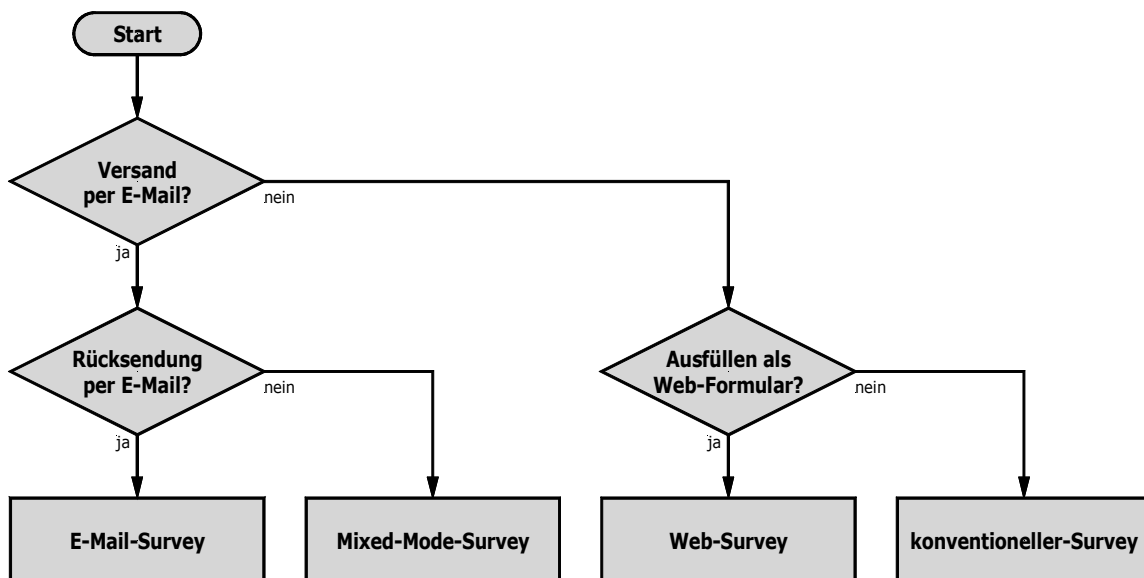 Start
Versand
per E-Mail?
nein
ja
Rücksendung
per E-Mail?
nein
ja
Ausfüllen als
Web-Formular?
nein
ja
E-Mail-Survey
Mixed-Mode-Survey
Web-Survey
konventioneller-Survey